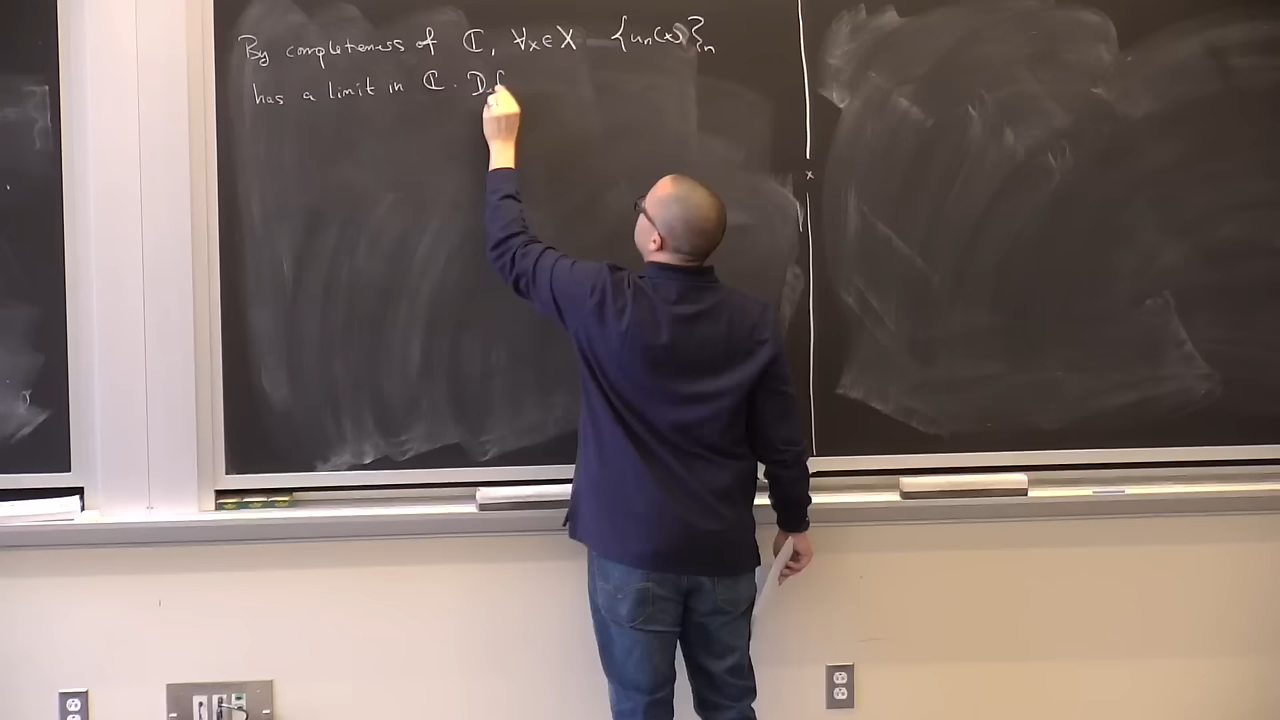 By completeness of ℂ, ∀x∈X {uₙ(x)}ₙ
has a limit in ℂ. Def